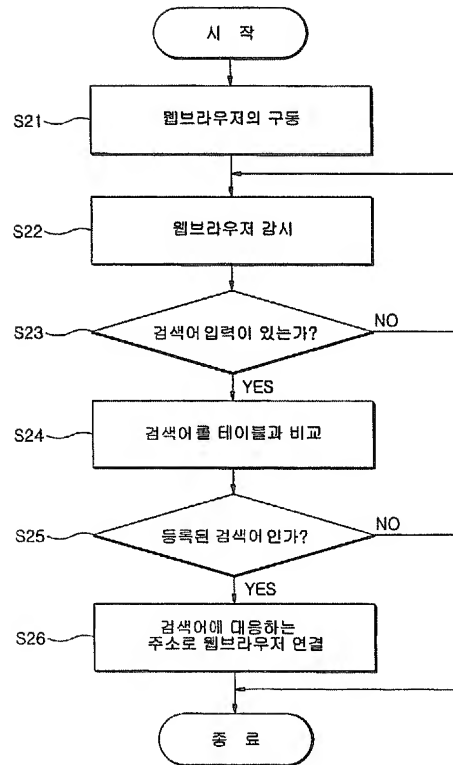 시 작
S21
웹브라우져의 구동
S22
웹브라우져 감시
S23
검색어 입력이 있는가?
NO
YES
S24
검색어를 테이블과 비교
S25
등록된 검색어 인가?
NO
YES
S26
검색어에 대응하는
주소로 웹브라우져 연결
종 료